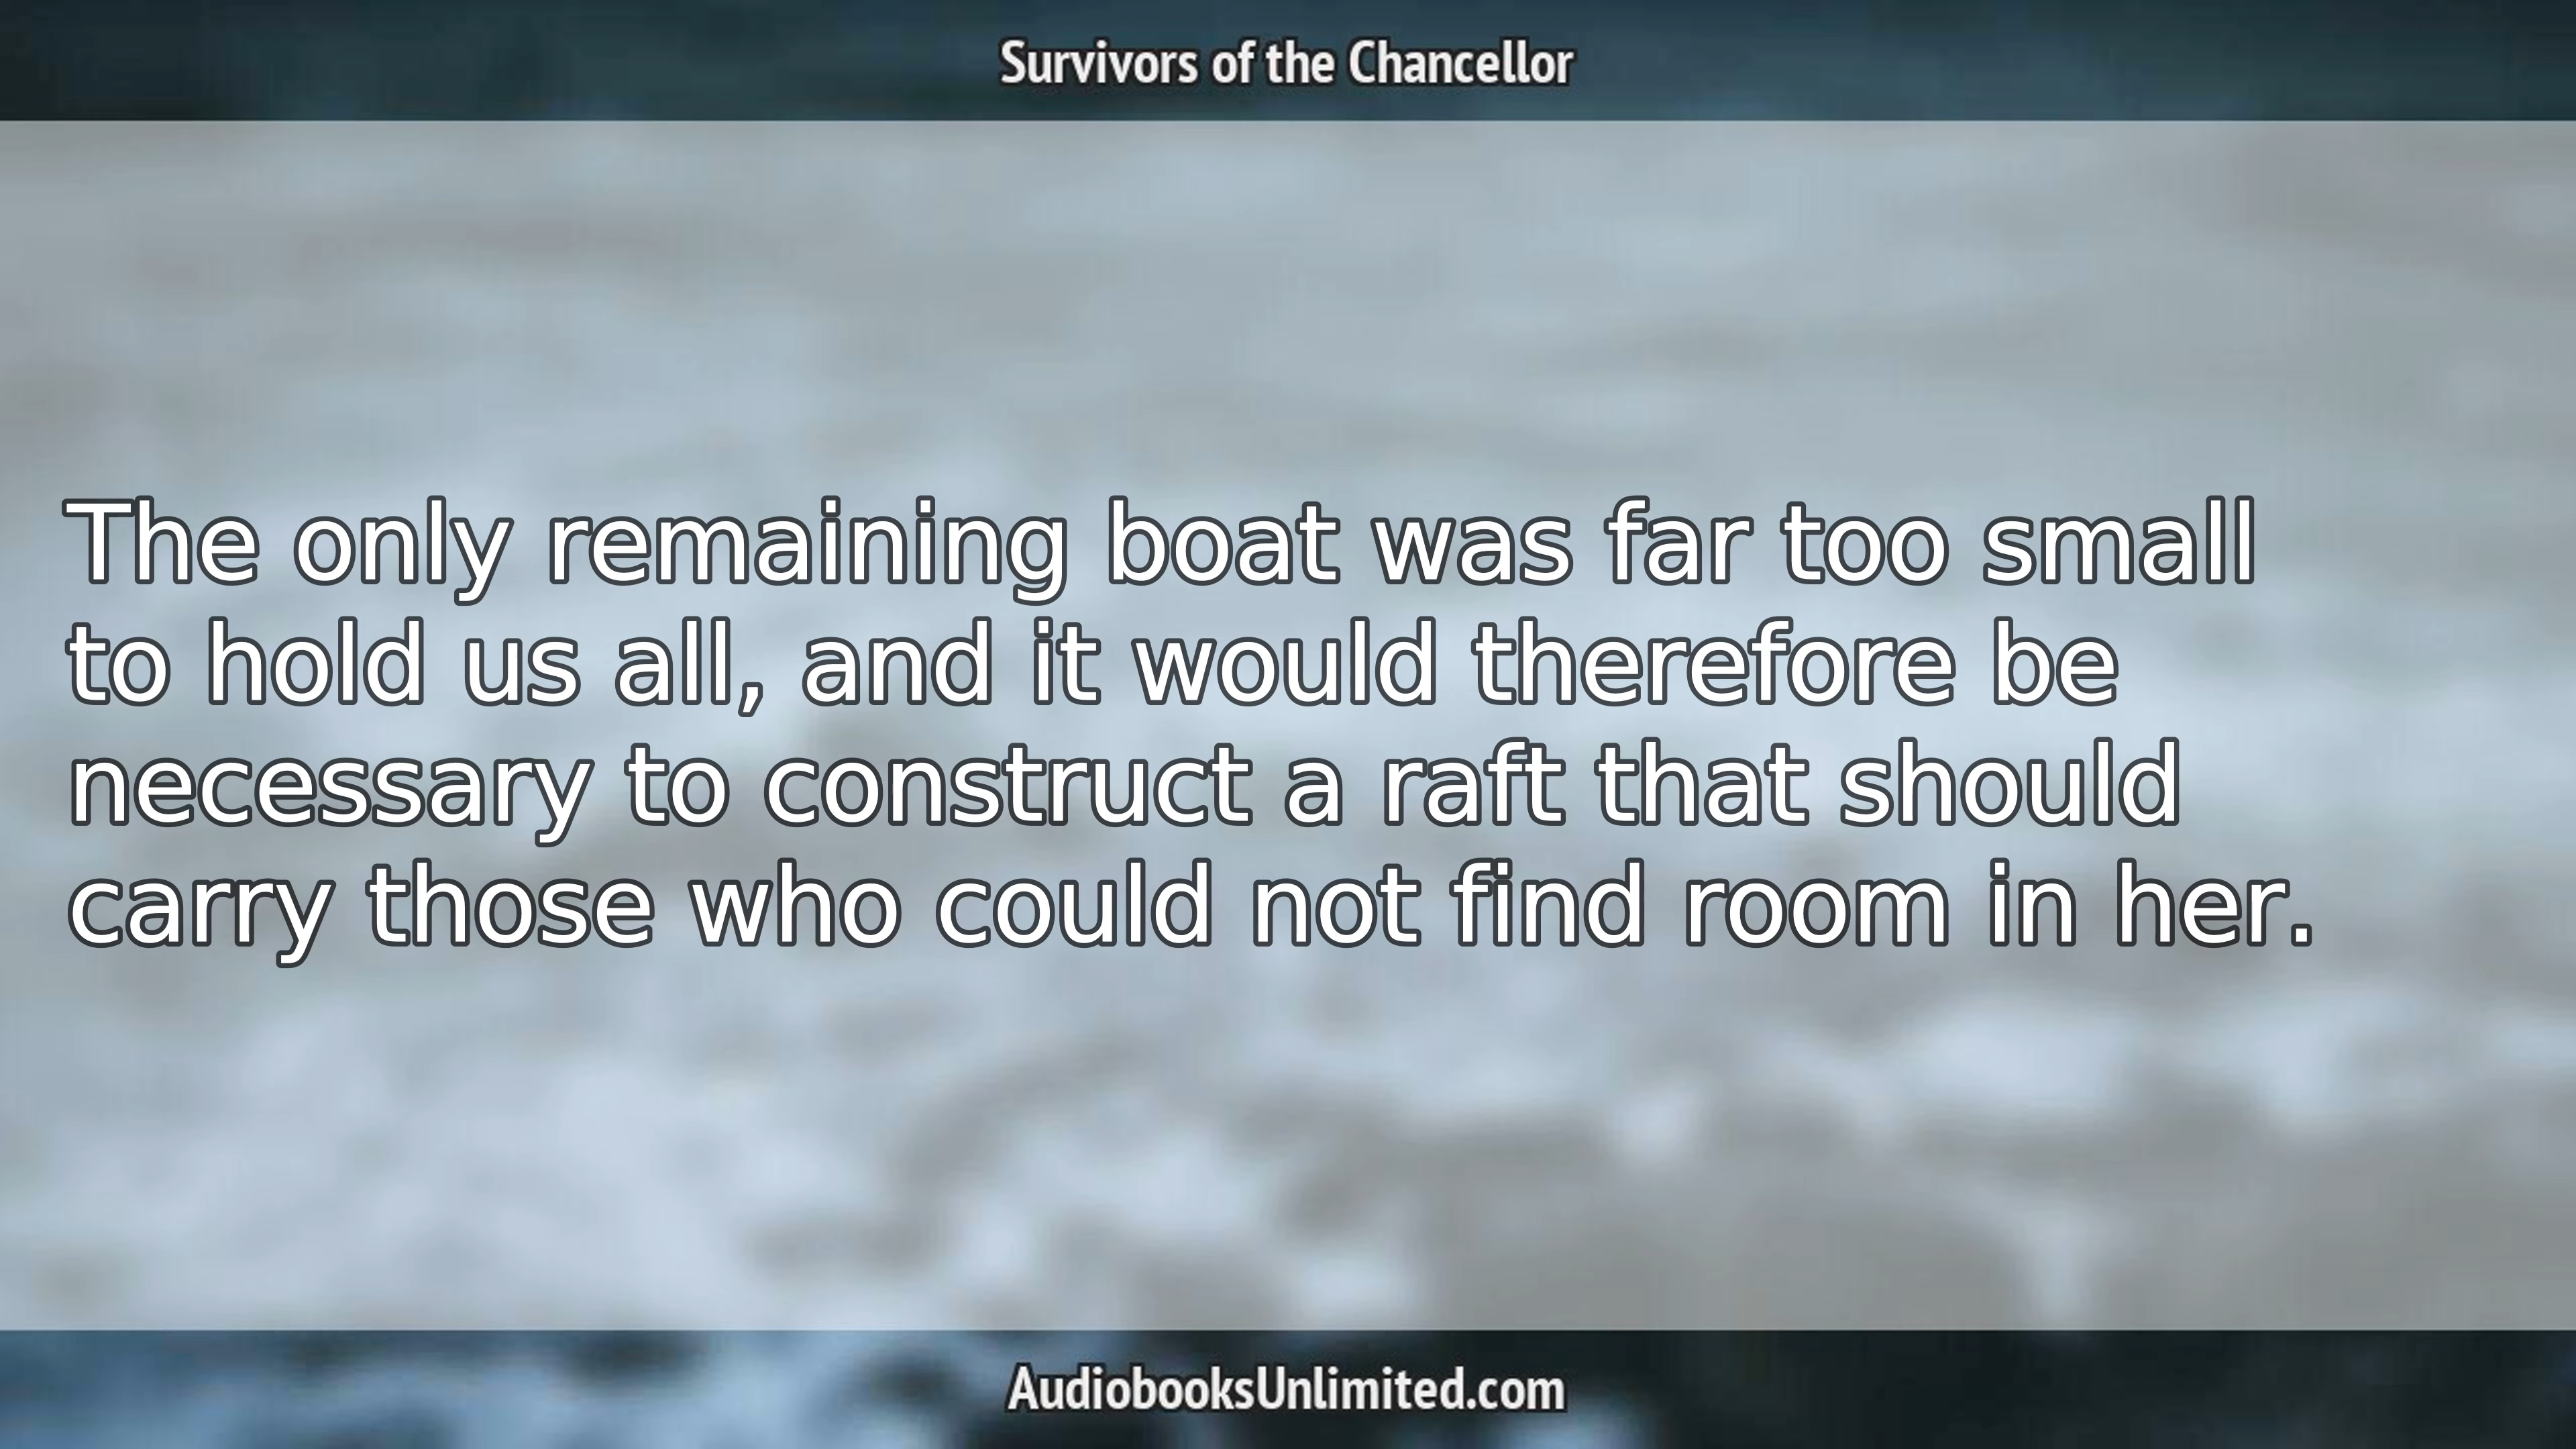 Survivors of the Chancellor
The only remaining boat was far too small
to hold us all, and it would therefore be
necessary to construct a raft that should
carry those who could not find room in her.
AudiobooksUnlimited.com